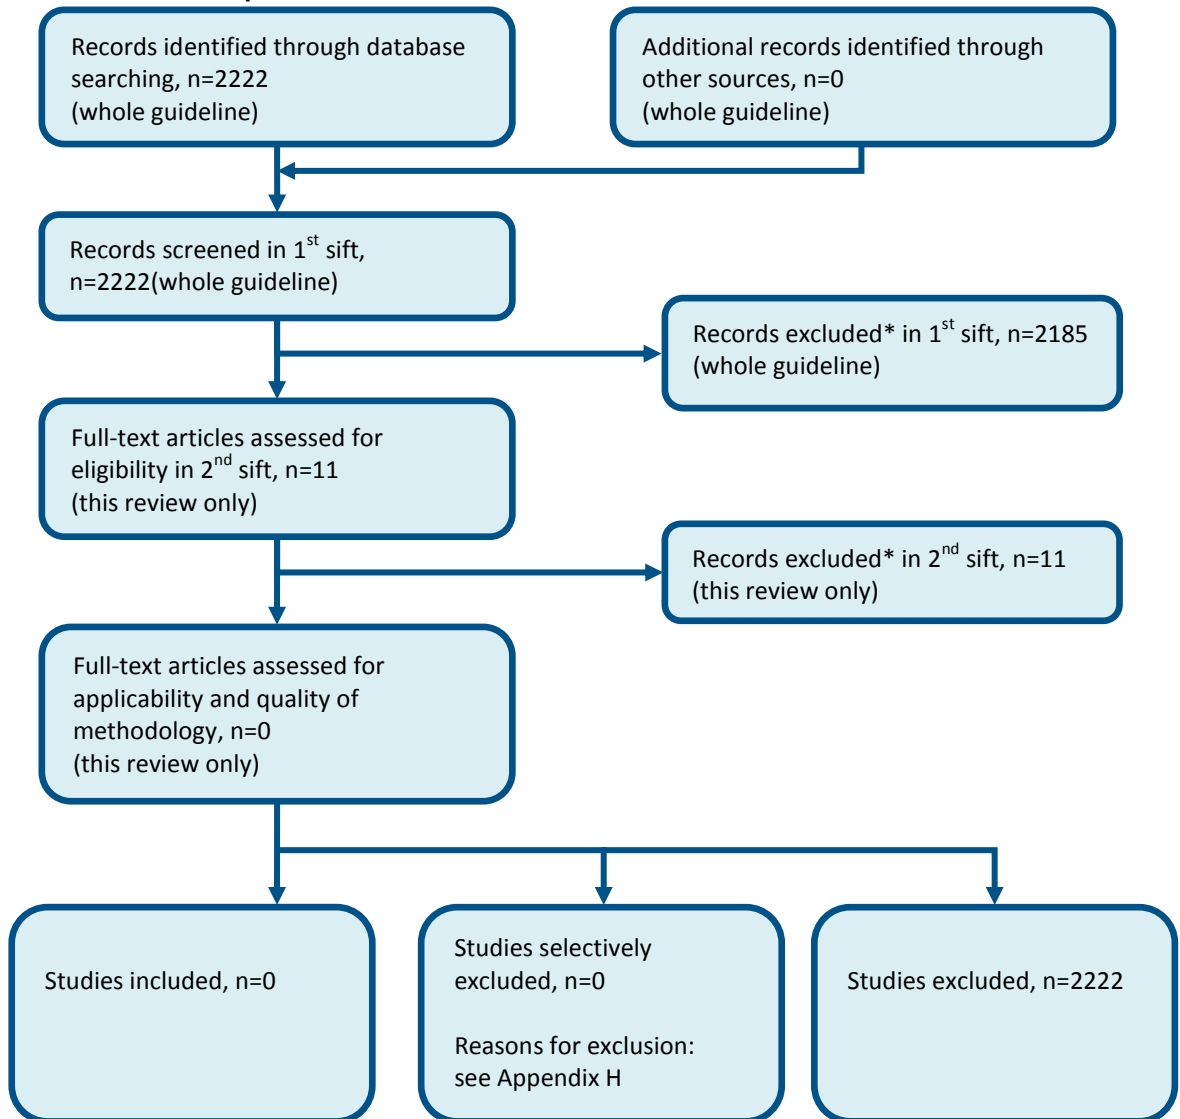 Records identified through database
searching, n=2222
(whole guideline)
Additional records identified through
other sources, n=0
(whole guideline)
Records screened in 1st sift,
n=2222(whole guideline)
Records excluded* in 1st sift, n=2185
(whole guideline)
Full-text articles assessed for
eligibility in 2nd sift, n=11
(this review only)
Records excluded* in 2nd sift, n=11
(this review only)
Full-text articles assessed for
applicability and quality of
methodology, n=0
(this review only)
Studies included, n=0
Studies selectively
excluded, n=0
Reasons for exclusion:
see Appendix H
Studies excluded, n=2222